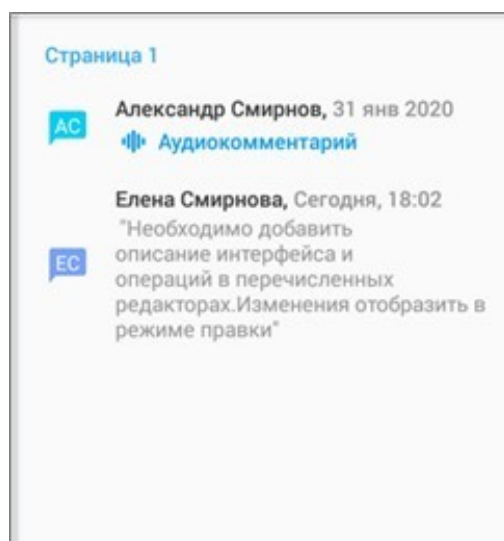 Страница 1
АС
Александр Смирнов, 31 янв 2020
Аудиокомментарий
Елена Смирнова, Сегодня, 18:02
"Необходимо добавить
ЕС
описание интерфейса и
операций в перечисленных
редакторах.Изменения отобразить в
режиме правки"